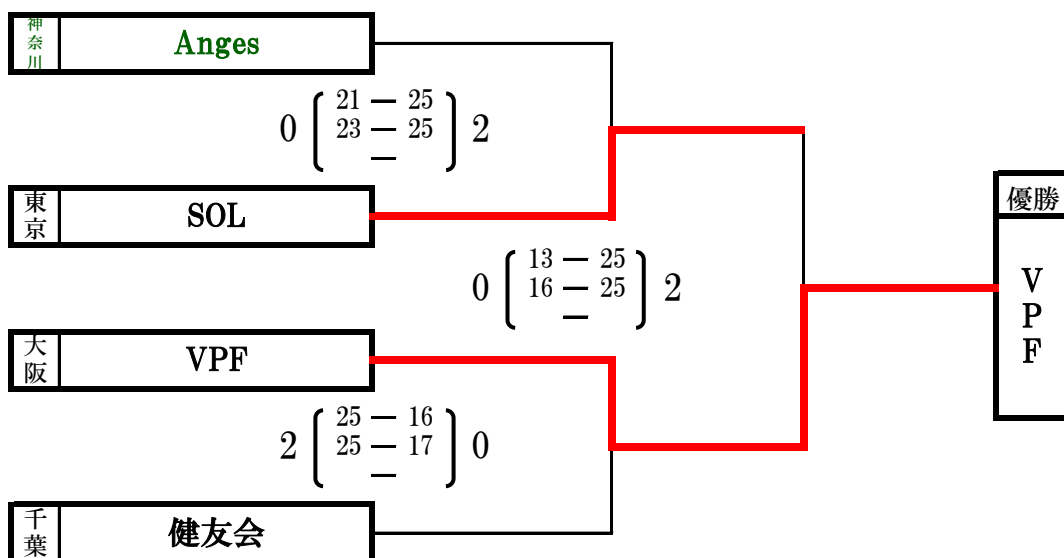 神奈川
Anges
0 21 — 25 2
23 — 25
—
東京
SOL
0 13 — 25 2
16 — 25
—
優勝
VPF
大阪
VPF
2 25 — 16 0
25 — 17
—
千葉
健友会